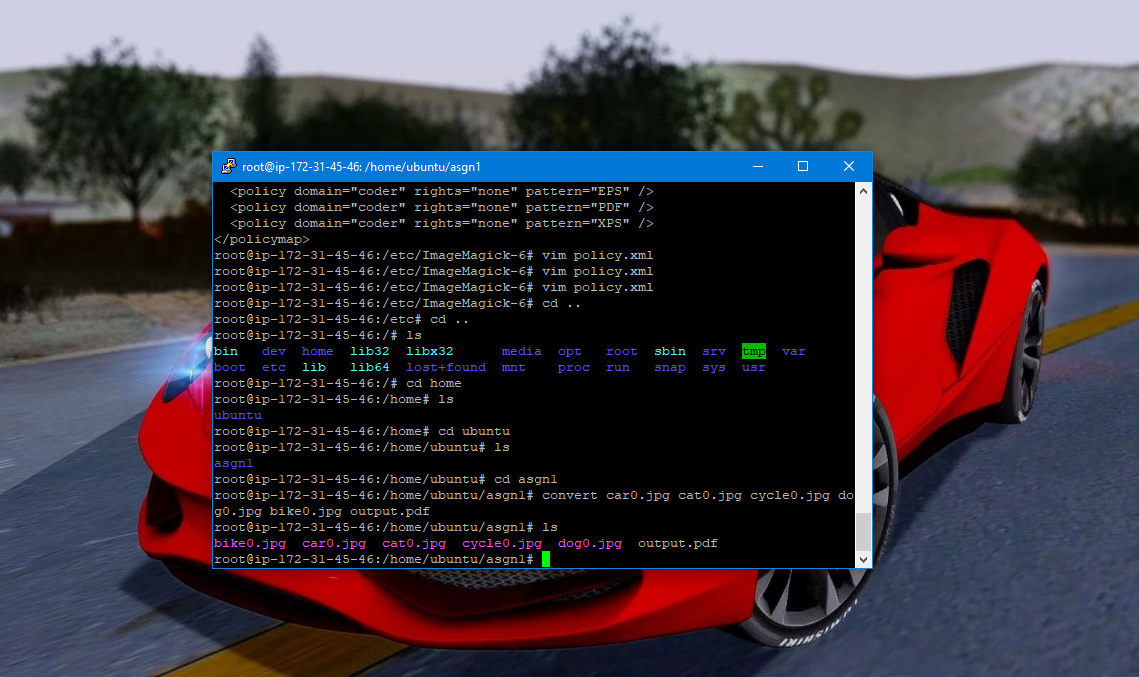 root@ip-172-31-45-46: /home/ubuntu/asgn1
<policy domain="coder" rights="none" pattern="EPS" />
<policy domain="coder" rights="none" pattern="PDF" />
<policy domain="coder" rights="none" pattern="XPS" />
</policymap>
root@ip-172-31-45-46:/etc/ImageMagick-6# vim policy.xml
root@ip-172-31-45-46:/etc/ImageMagick-6# vim policy.xml
root@ip-172-31-45-46:/etc/ImageMagick-6# vim policy.xml
root@ip-172-31-45-46:/etc/ImageMagick-6# cd ..
root@ip-172-31-45-46:/etc# cd ..
root@ip-172-31-45-46:/# ls
bin dev home lib32 libx32 media opt root sbin srv tmp var
boot etc lib lib64 lost+found mnt proc run snap sys usr
root@ip-172-31-45-46:/# cd home
root@ip-172-31-45-46:/home# ls
ubuntu
root@ip-172-31-45-46:/home# cd ubuntu
root@ip-172-31-45-46:/home/ubuntu# ls
asgn1
root@ip-172-31-45-46:/home/ubuntu# cd asgn1
root@ip-172-31-45-46:/home/ubuntu/asgn1# convert car0.jpg cat0.jpg cycle0.jpg do
g0.jpg bike0.jpg output.pdf
root@ip-172-31-45-46:/home/ubuntu/asgn1# ls
bike0.jpg car0.jpg cat0.jpg cycle0.jpg dog0.jpg output.pdf
root@ip-172-31-45-46:/home/ubuntu/asgn1#